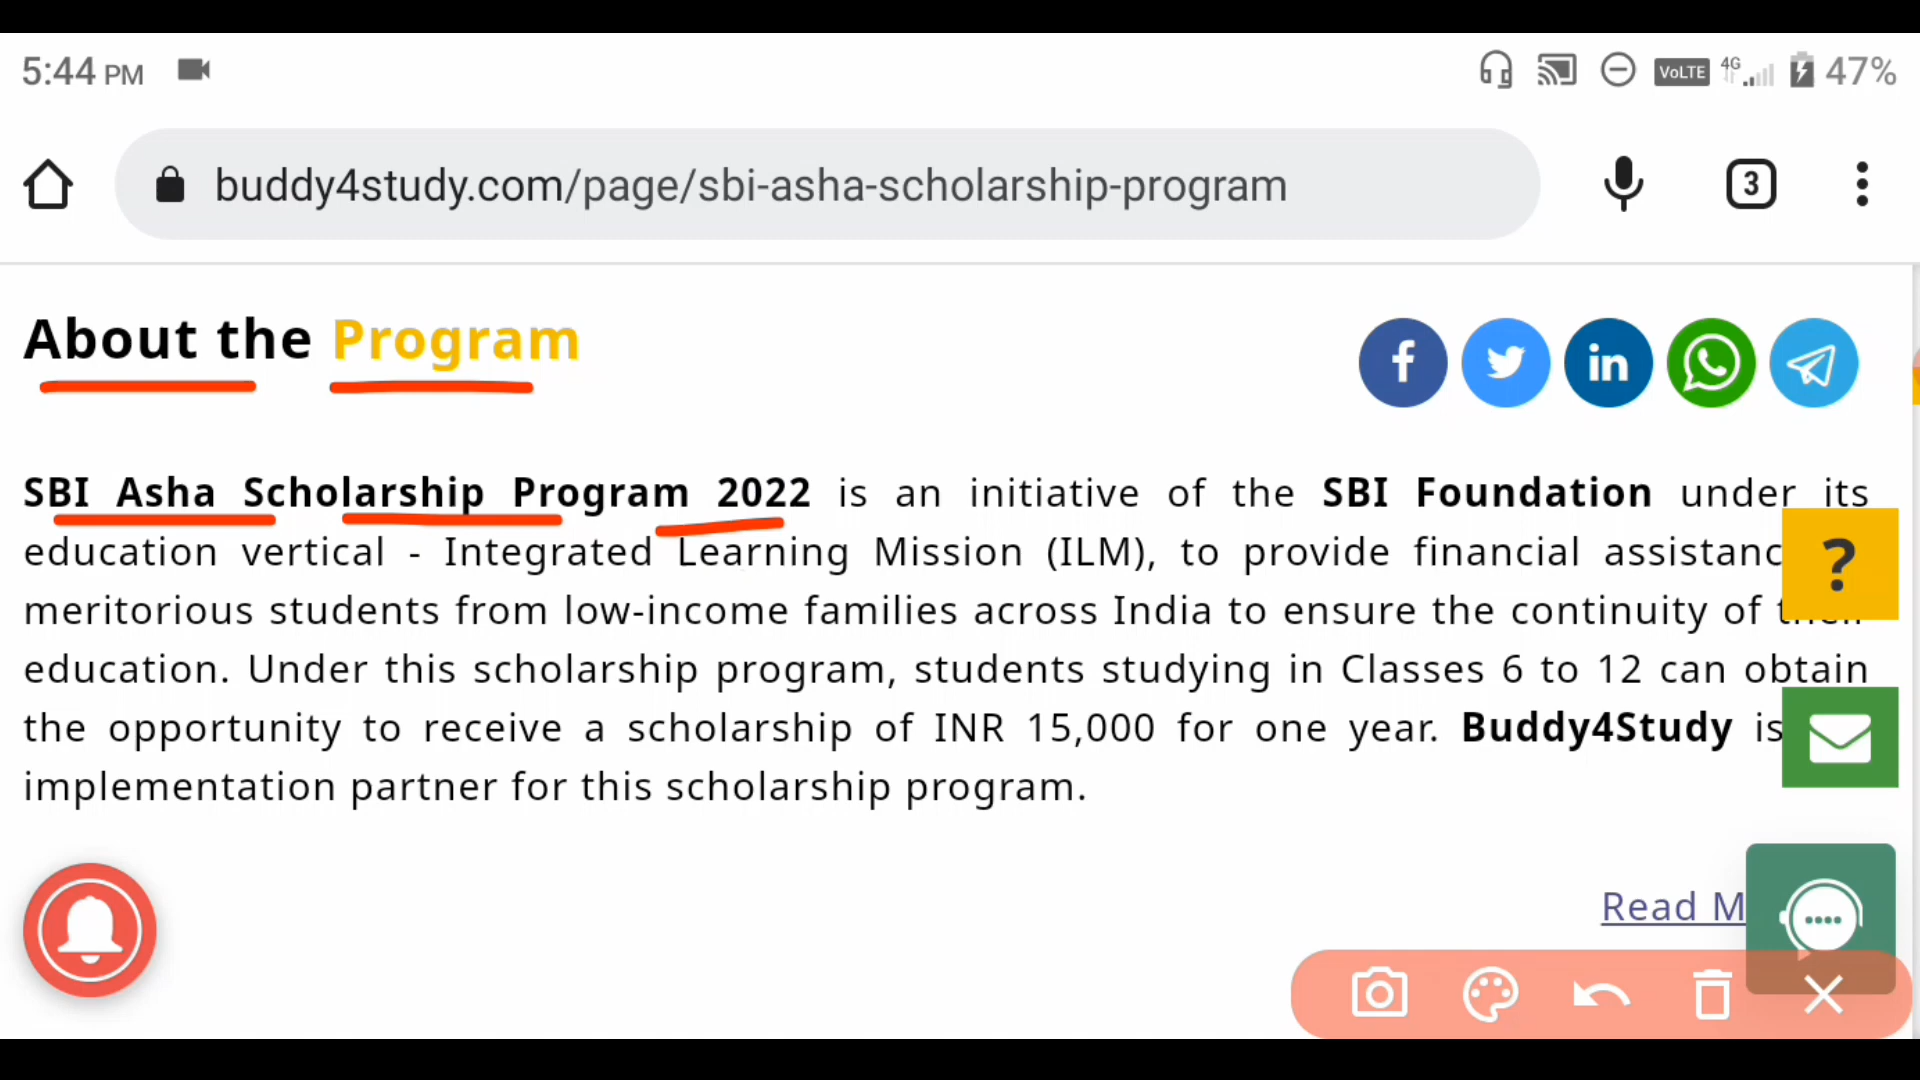 5:44 PM
VoLTE 4G 47%
buddy4study.com/page/sbi-asha-scholarship-program
3
About the Program
f in
SBI Asha Scholarship Program 2022 is an initiative of the SBI Foundation under its
education vertical - Integrated Learning Mission (ILM), to provide financial assistanc
?
meritorious students from low-income families across India to ensure the continuity of
education. Under this scholarship program, students studying in Classes 6 to 12 can obtain
the opportunity to receive a scholarship of INR 15,000 for one year. Buddy4Study is
implementation partner for this scholarship program.
Read M